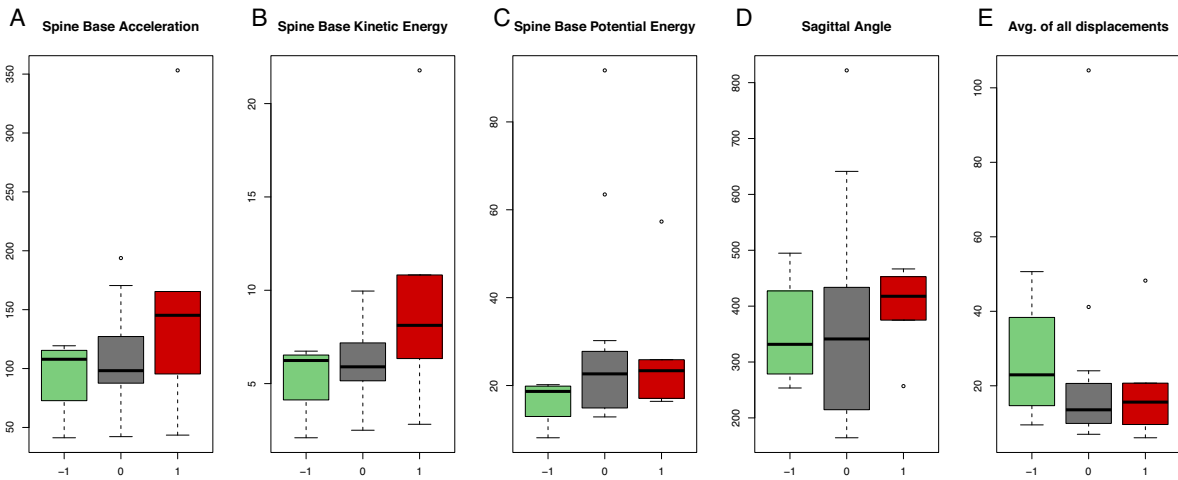 A Spine Base Acceleration
B Spine Base Kinetic Energy
C Spine Base Potential Energy
D Sagittal Angle
E Avg. of all displacements
350
300
250
200
150
100
50
−1 0 1
20
15
10
5
−1 0 1
80
60
40
20
−1 0 1
800
700
600
500
400
300
200
−1 0 1
100
80
60
40
20
−1 0 1